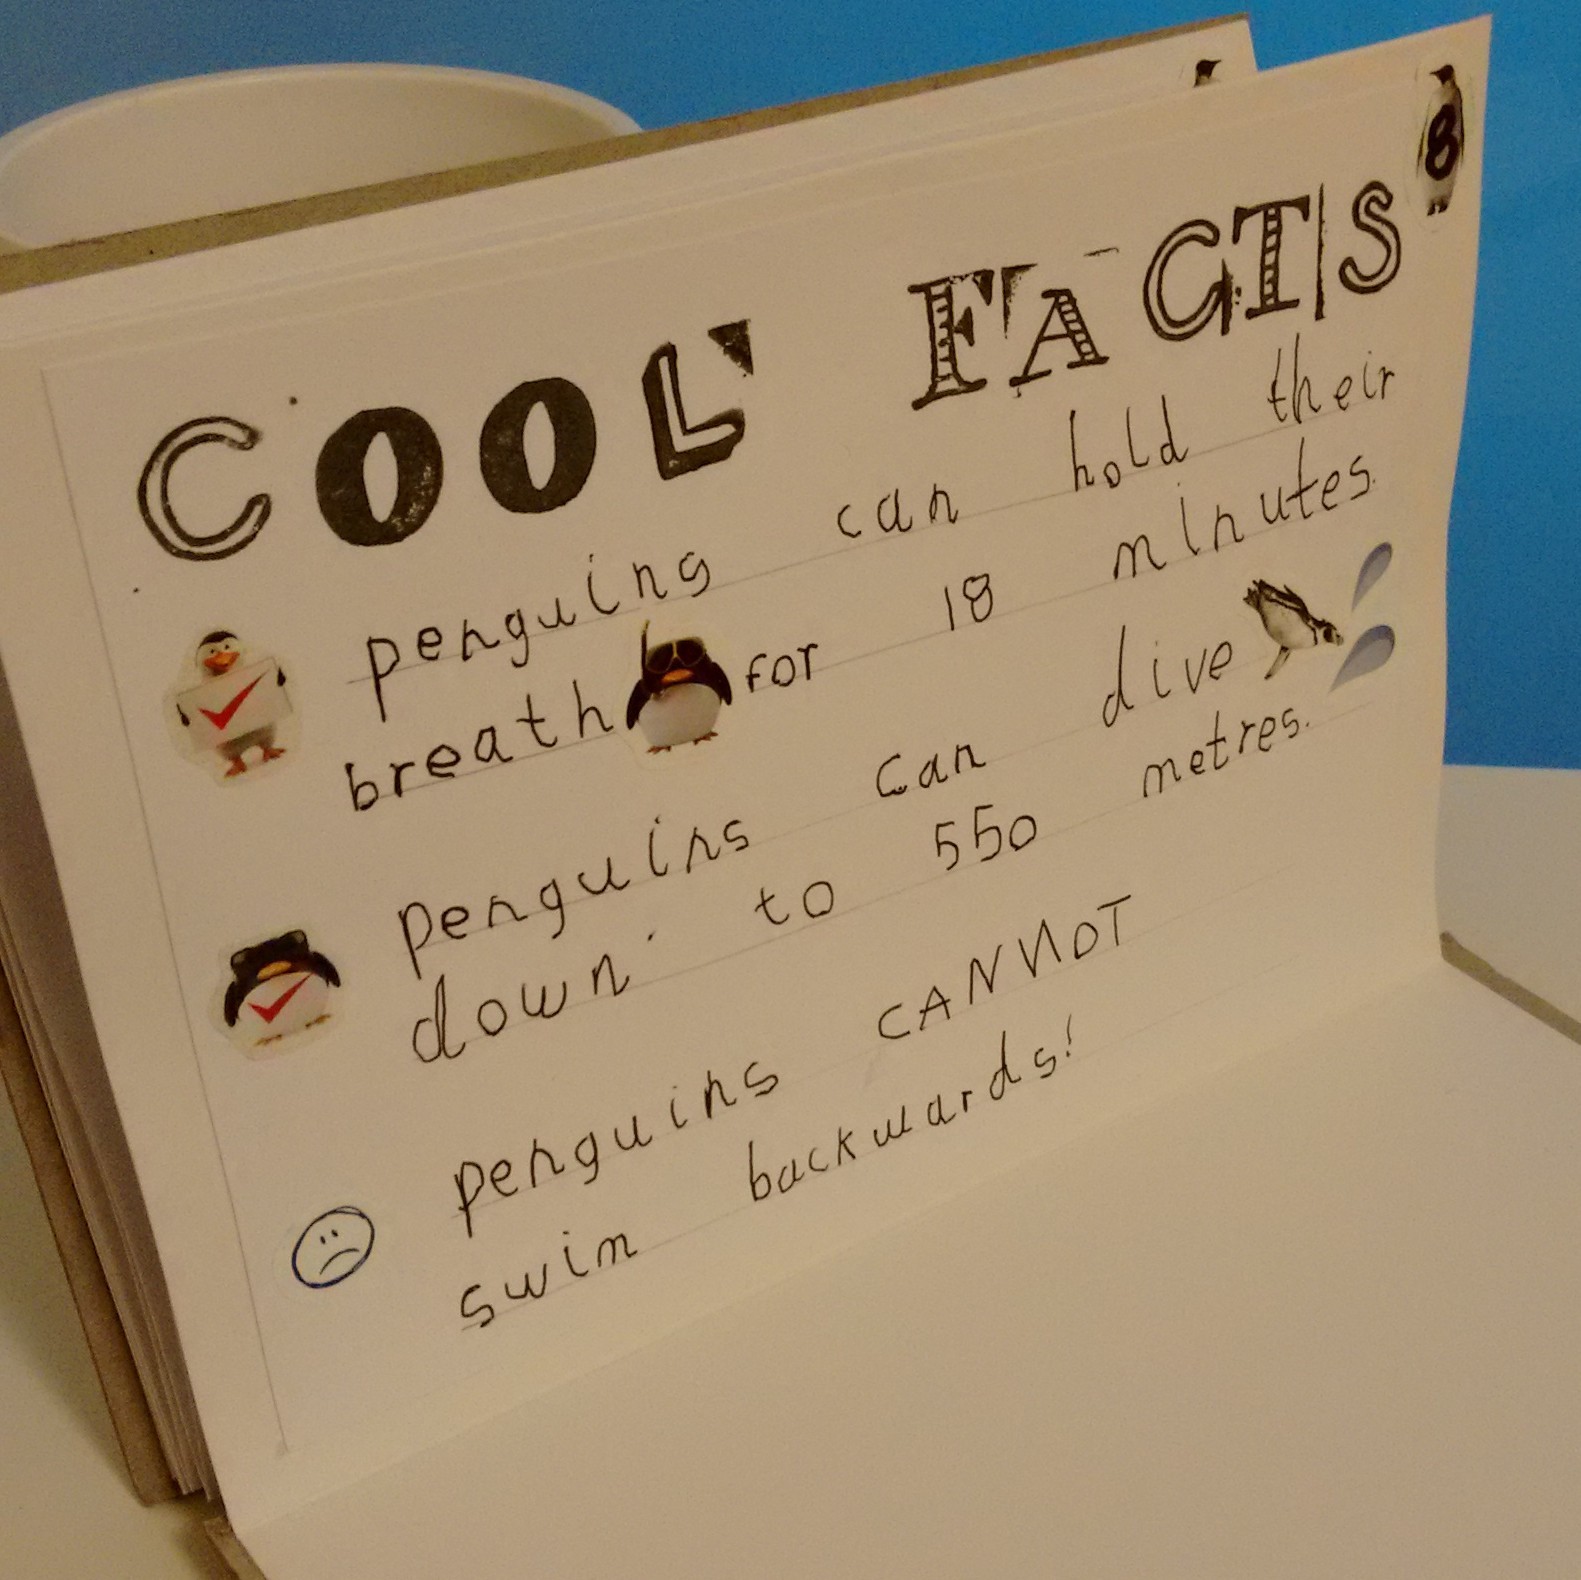 8
COOL FACTS
penguins can hold their
breath for 18 minutes.
penguins can dive
down to 550 metres.
penguins CANNOT
swim backwards!